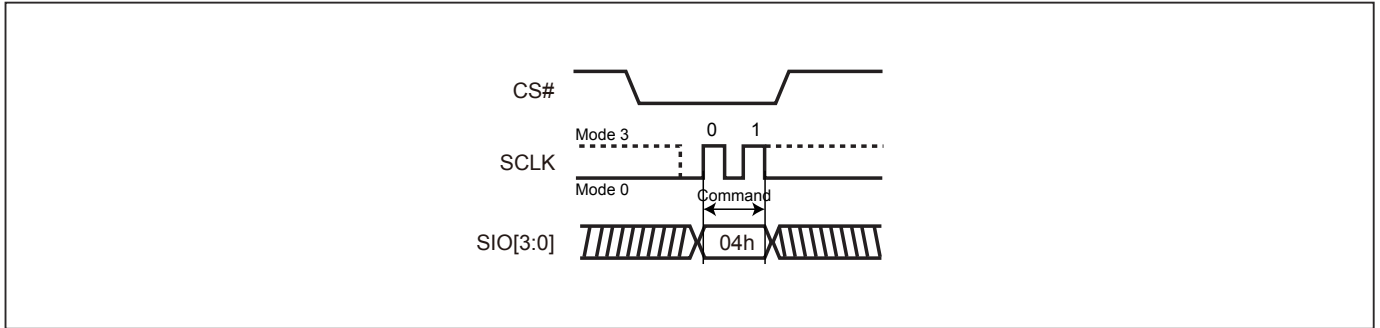 CS#
Mode 3
0 1
SCLK
Mode 0
Command
SIO[3:0]
04h